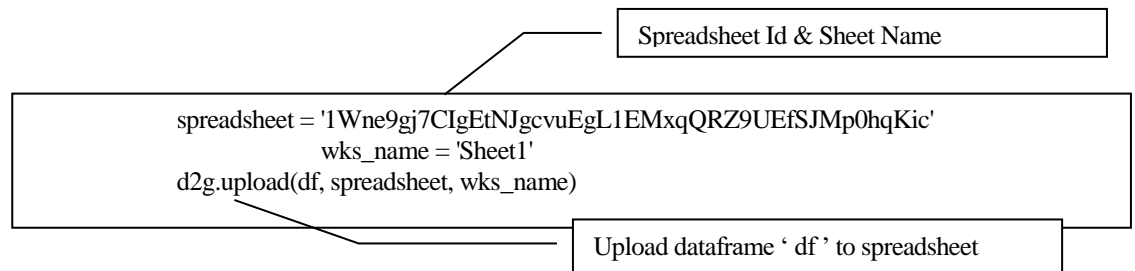 Spreadsheet Id & Sheet Name
spreadsheet = '1Wne9gj7CIgEtNJgcvuEgL1EMxqQRZ9UEfSJMp0hqKic'
wks_name = 'Sheet1'
d2g.upload(df, spreadsheet, wks_name)
Upload dataframe ‘ df ’ to spreadsheet